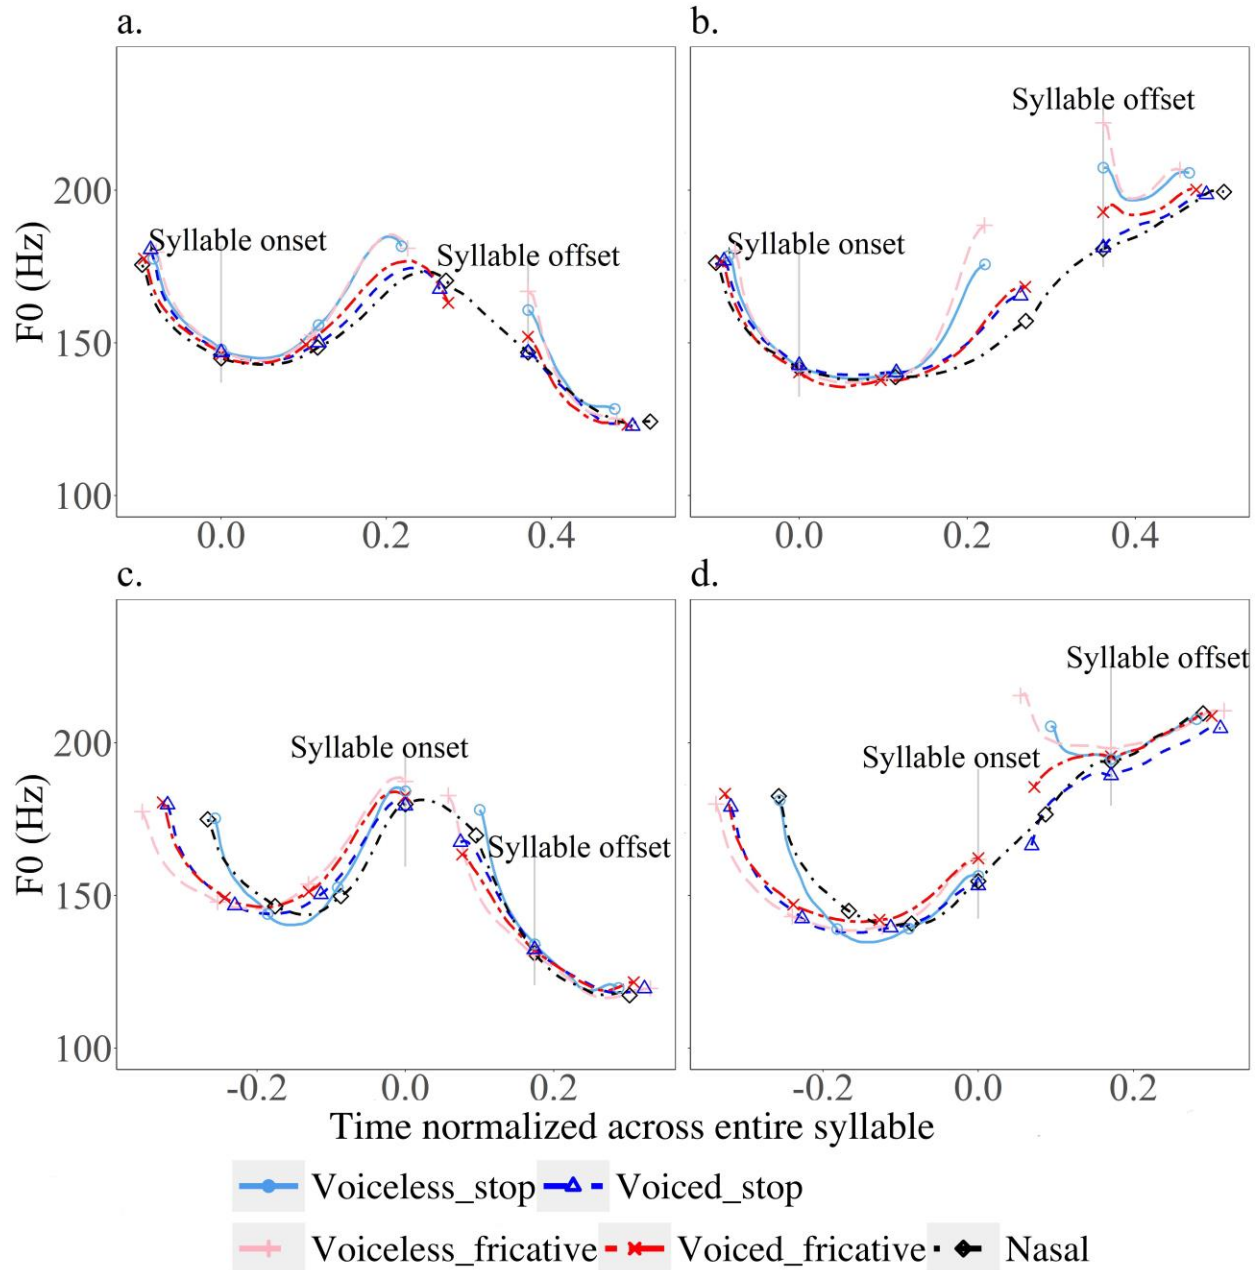 a.
b.
Syllable offset
Syllable onset
Syllable offset
Syllable onset
F0 (Hz)
200
150
100
0.0 0.2 0.4
0.0 0.2 0.4
c.
d.
Syllable onset
Syllable offset
Syllable offset
Syllable onset
F0 (Hz)
200
150
100
-0.2 0.0 0.2
-0.2 0.0 0.2
Time normalized across entire syllable
Voiceless_stop Voiced_stop
Voiceless_fricative Voiced_fricative Nasal